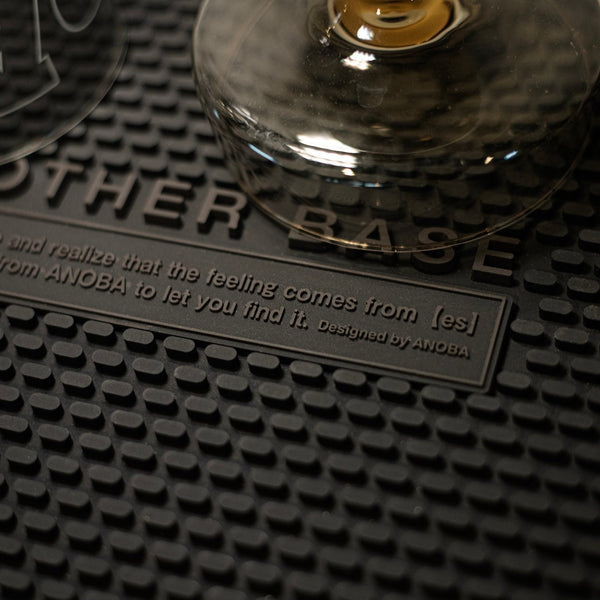 OTHER BASE
and realize that the feeling comes from [es]
from ANOBA to let you find it. Designed by ANOBA